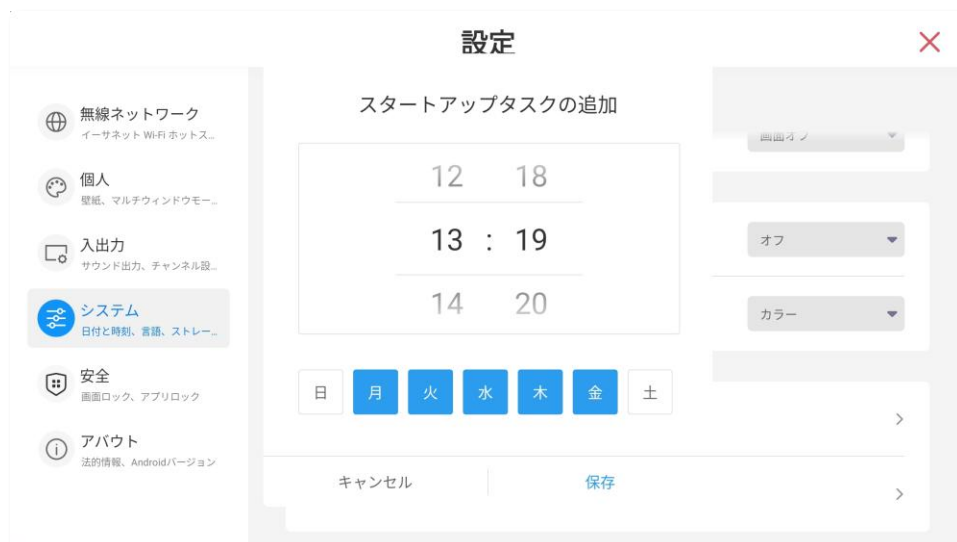 設定
無線ネットワーク
イーサネット Wi-Fi ホットス...
個人
壁紙、マルチウィンドウモー...
入出力
サウンド出力、チャンネル設...
システム
日付と時刻、言語、ストレー...
安全
画面ロック、アプリロック
アバウト
法的情報、Androidバージョン
スタートアップタスクの追加
12 18
13 : 19
14 20
日 月 火 水 木 金 土
キャンセル 保存
画面オフ
オフ
カラー